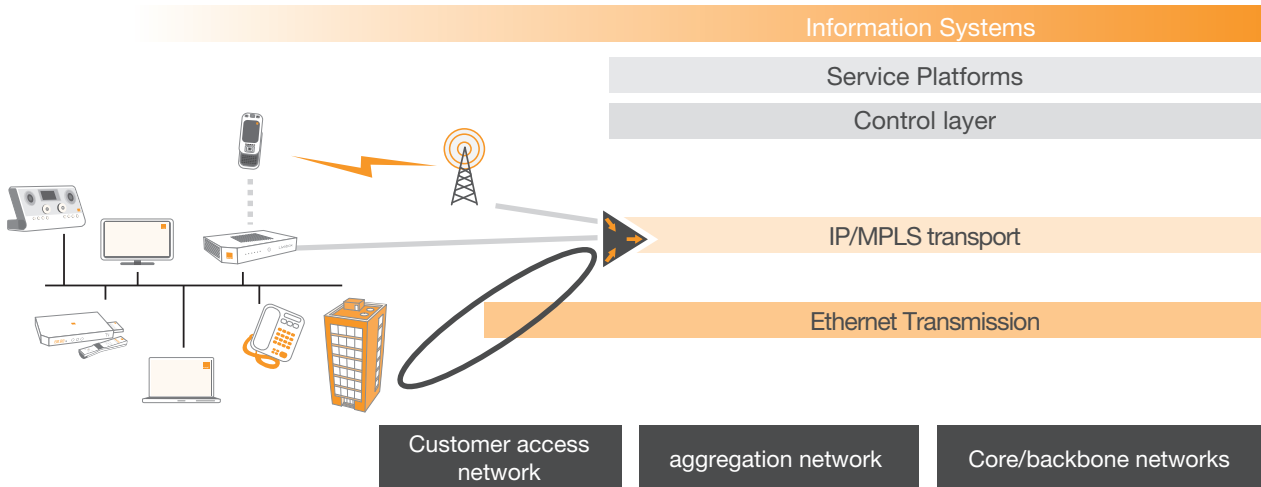 Information Systems
Service Platforms
Control layer
IP/MPLS transport
Ethernet Transmission
Customer access
network
aggregation network
Core/backbone networks